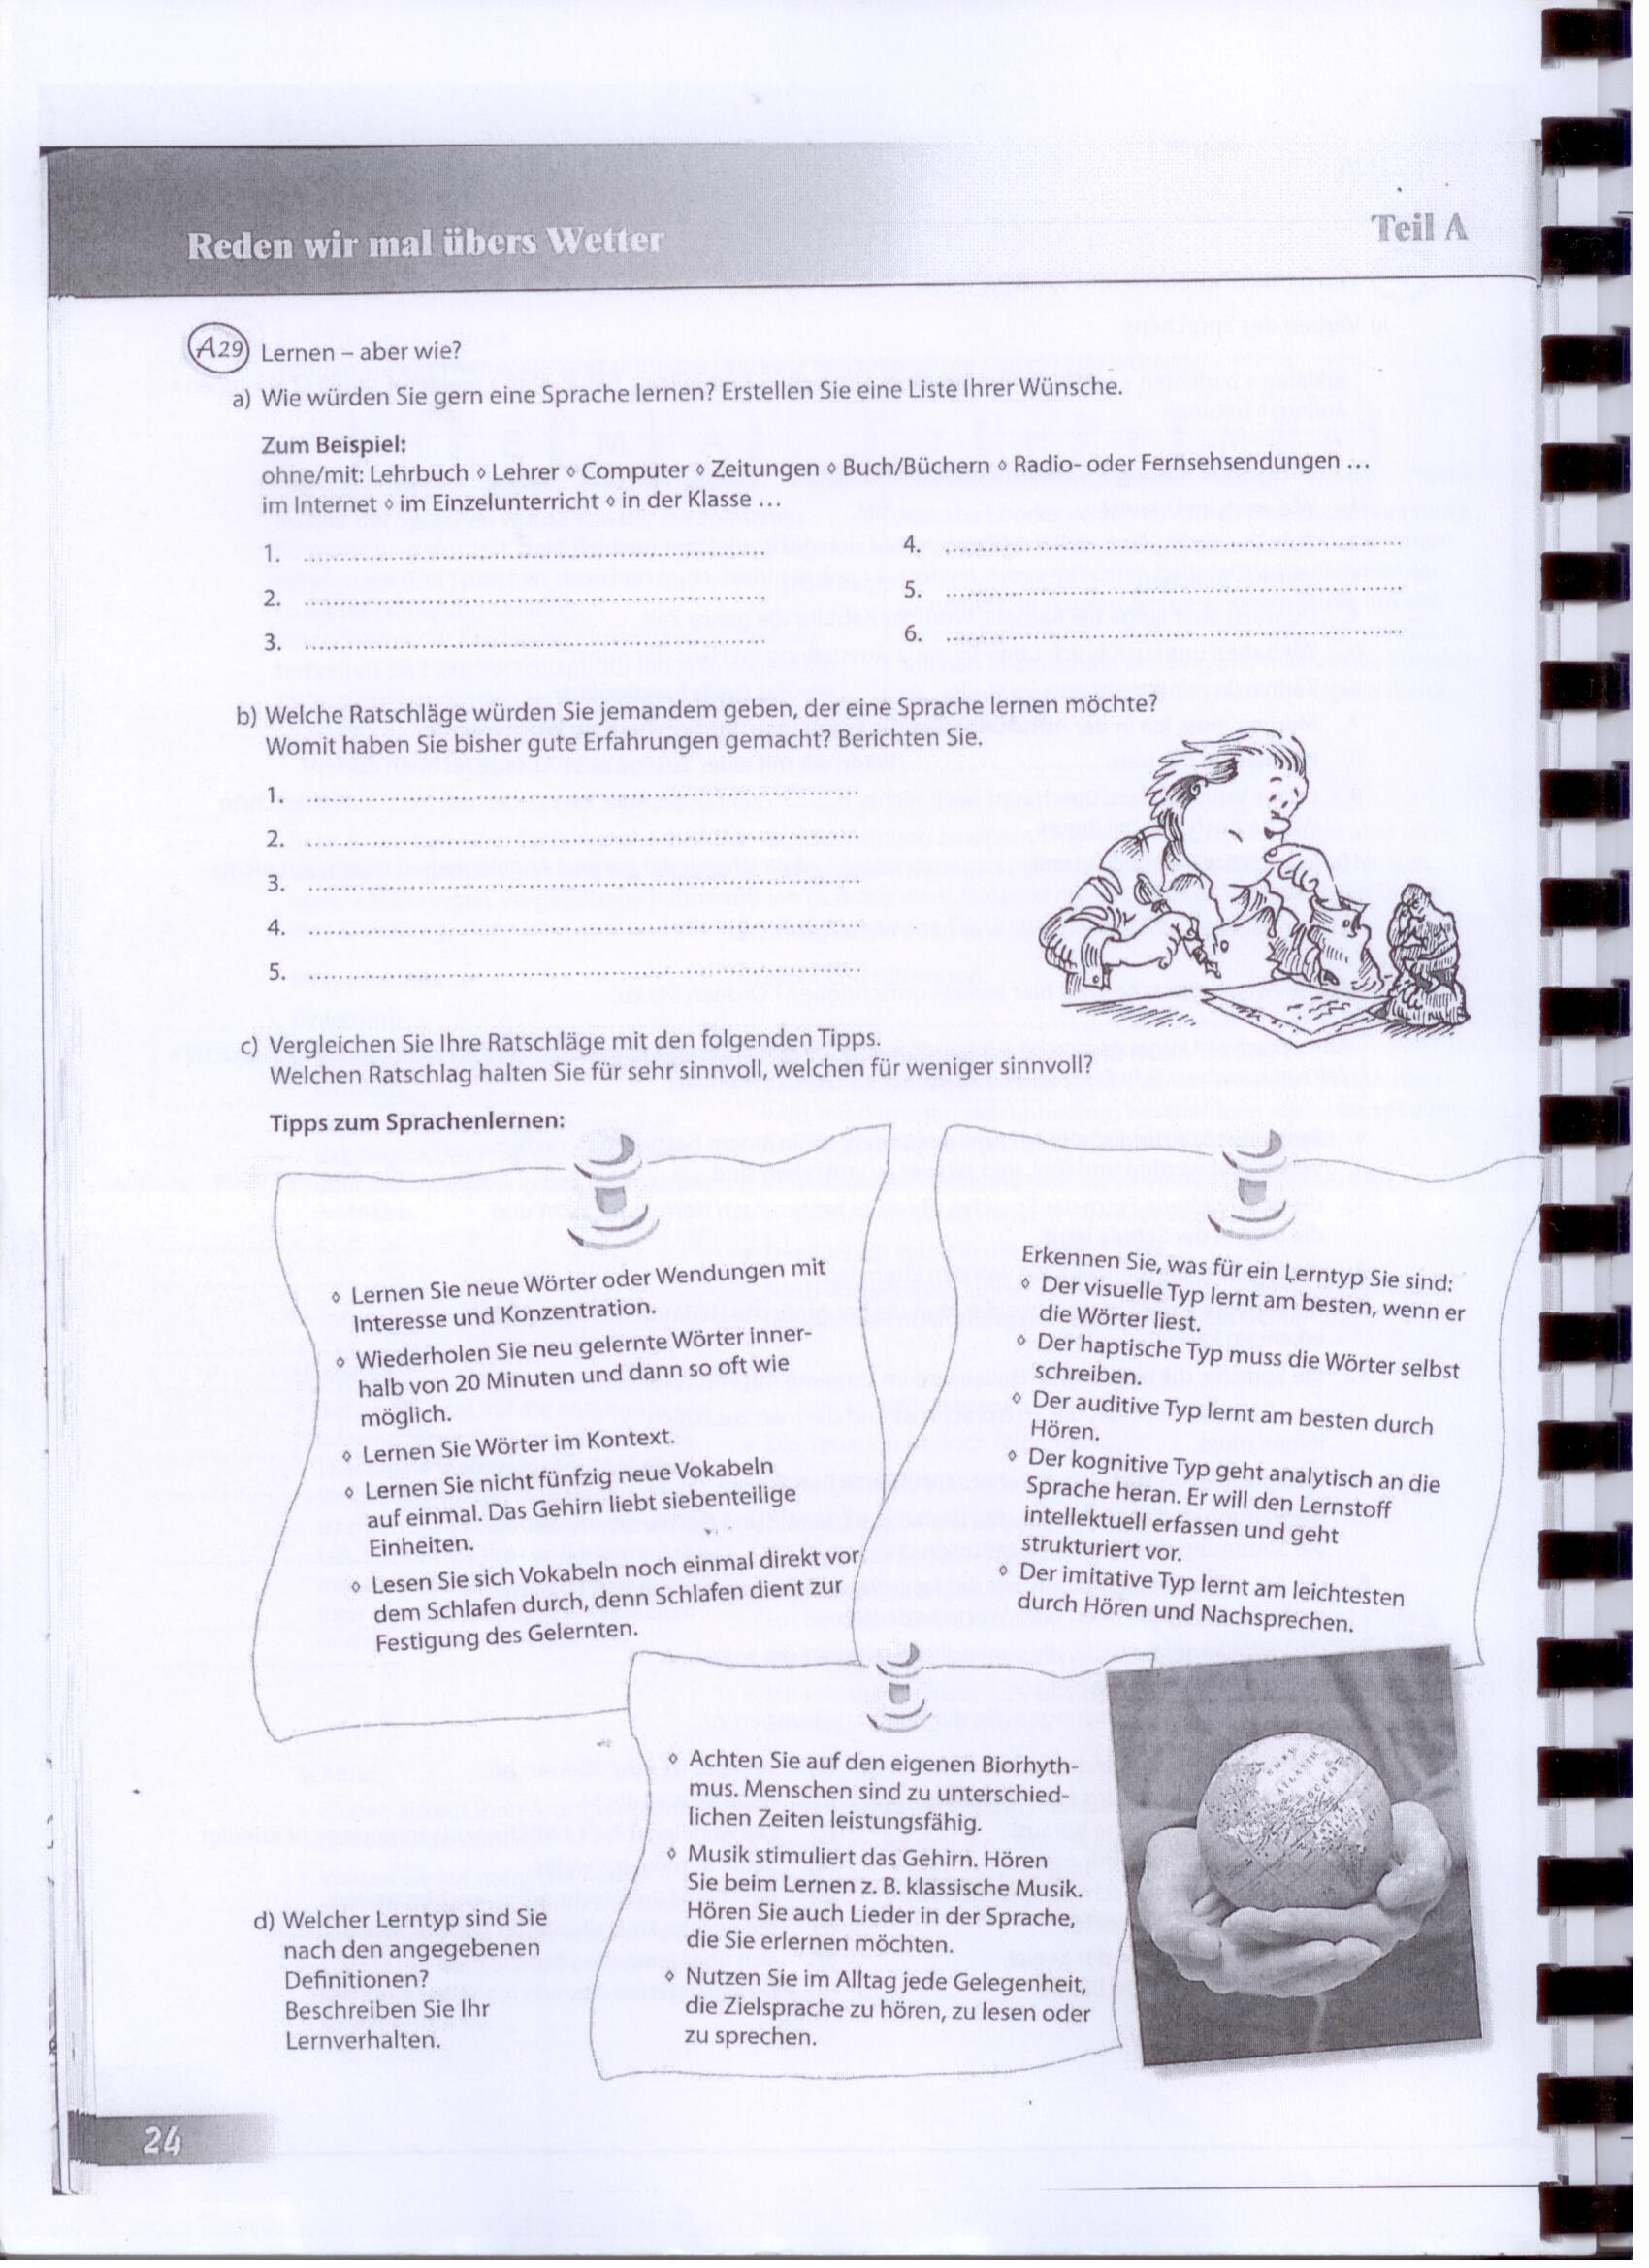 Reden wir mal übers Wetter
Teil A
A29 Lernen – aber wie?
a) Wie würden Sie gern eine Sprache lernen? Erstellen Sie eine Liste Ihrer Wünsche.
Zum Beispiel:
ohne/mit: Lehrbuch ⋄ Lehrer ⋄ Computer ⋄ Zeitungen ⋄ Buch/Büchern ⋄ Radio- oder Fernsehsendungen ...
im Internet ⋄ im Einzelunterricht ⋄ in der Klasse ...
1.
2.
3.
4.
5.
6.
b) Welche Ratschläge würden Sie jemandem geben, der eine Sprache lernen möchte?
Womit haben Sie bisher gute Erfahrungen gemacht? Berichten Sie.
1.
2.
3.
4.
5.
c) Vergleichen Sie Ihre Ratschläge mit den folgenden Tipps.
Welchen Ratschlag halten Sie für sehr sinnvoll, welchen für weniger sinnvoll?
Tipps zum Sprachenlernen:
⋄ Lernen Sie neue Wörter oder Wendungen mit
Interesse und Konzentration.
⋄ Wiederholen Sie neu gelernte Wörter inner-
halb von 20 Minuten und dann so oft wie
möglich.
⋄ Lernen Sie Wörter im Kontext.
⋄ Lernen Sie nicht fünfzig neue Vokabeln
auf einmal. Das Gehirn liebt siebenteilige
Einheiten.
⋄ Lesen Sie sich Vokabeln noch einmal direkt vor
dem Schlafen durch, denn Schlafen dient zur
Festigung des Gelernten.
Erkennen Sie, was für ein Lerntyp Sie sind:
⋄ Der visuelle Typ lernt am besten, wenn er
die Wörter liest.
⋄ Der haptische Typ muss die Wörter selbst
schreiben.
⋄ Der auditive Typ lernt am besten durch
Hören.
⋄ Der kognitive Typ geht analytisch an die
Sprache heran. Er will den Lernstoff
intellektuell erfassen und geht
strukturiert vor.
⋄ Der imitative Typ lernt am leichtesten
durch Hören und Nachsprechen.
⋄ Achten Sie auf den eigenen Biorhyth-
mus. Menschen sind zu unterschied-
lichen Zeiten leistungsfähig.
⋄ Musik stimuliert das Gehirn. Hören
Sie beim Lernen z. B. klassische Musik.
Hören Sie auch Lieder in der Sprache,
die Sie erlernen möchten.
⋄ Nutzen Sie im Alltag jede Gelegenheit,
die Zielsprache zu hören, zu lesen oder
zu sprechen.
d) Welcher Lerntyp sind Sie
nach den angegebenen
Definitionen?
Beschreiben Sie Ihr
Lernverhalten.
24